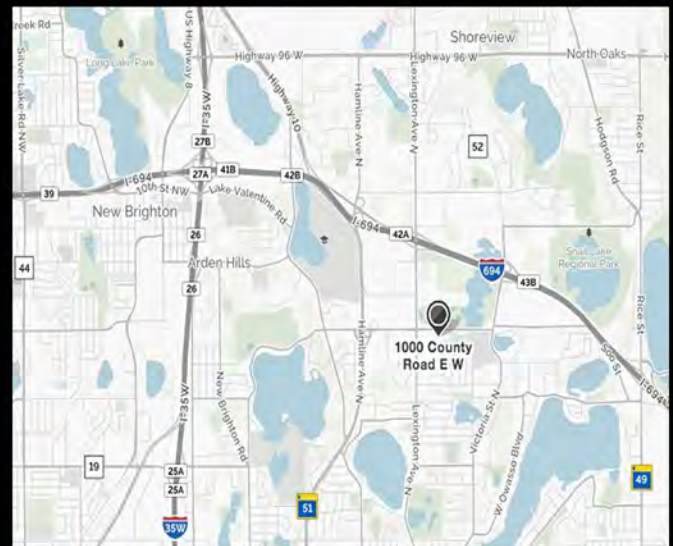 Creek Rd
Long Lake Park
Silver Lake Rd NW
US Highway 8
I-35W
Highway 96 W
Highway 96 W
Shoreview
North Oaks
Highway-10
Hamline Ave N
Lexington Ave N
Hodgson Rd
Rice St
27B
52
I-694
27A
41B
42B
39
10th St NW
Lake Valentine Rd
New Brighton
I-694
42A
26
Snail Lake
Regional Park
44
Arden Hills
694
43B
26
Rice St
1000 County
Road E W
Hamline Ave N
Soo St
I-694
I-35W
New Brighton Rd
Lexington Ave N
Victoria St N
W Owasso Blvd
19
25A
25A
49
51
35W